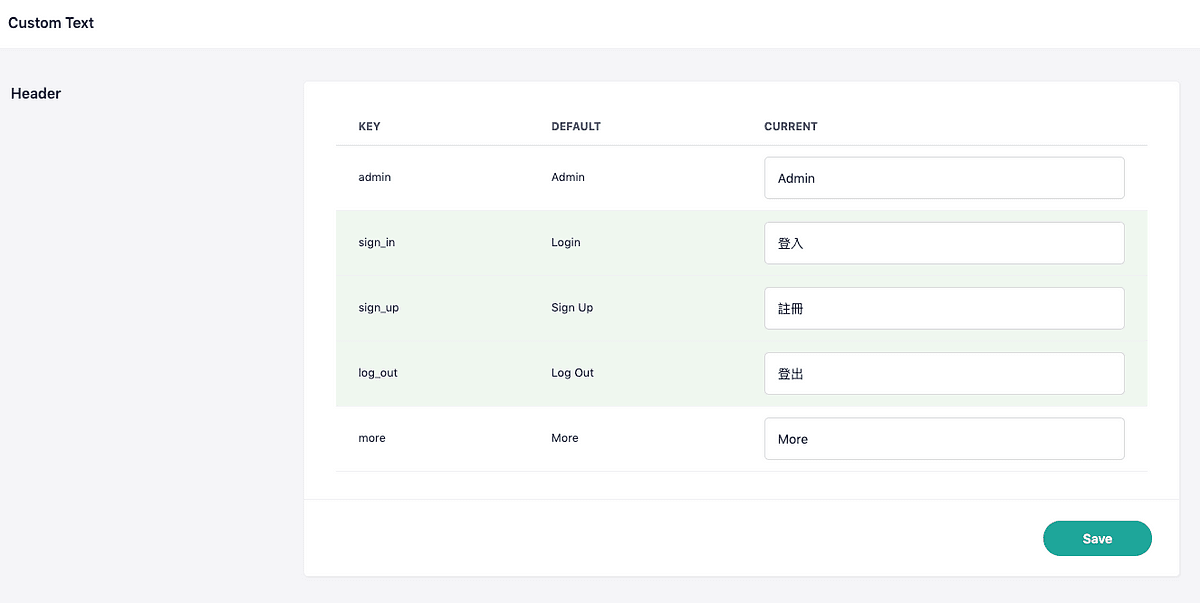 Custom Text
Header
KEY DEFAULT CURRENT
admin Admin Admin
sign_in Login 登入
sign_up Sign Up 註冊
log_out Log Out 登出
more More More
Save